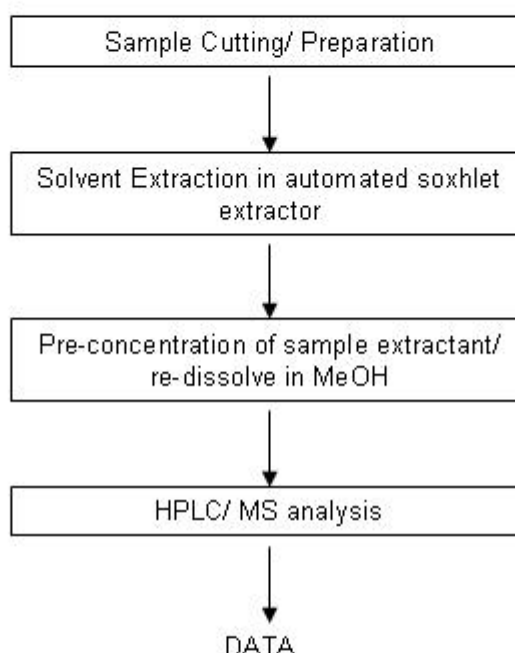 Sample Cutting/ Preparation
Solvent Extraction in automated soxhlet
extractor
Pre-concentration of sample extractant/
re-dissolve in MeOH
HPLC/ MS analysis
DATA